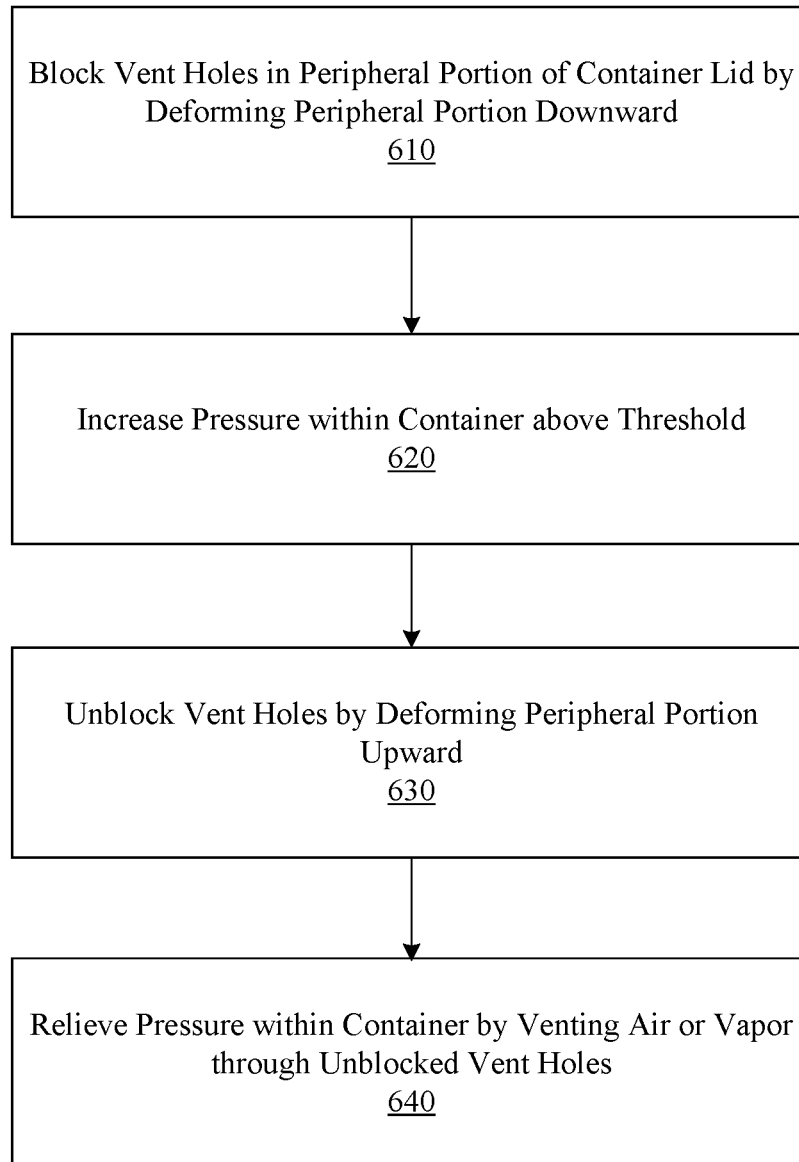 Block Vent Holes in Peripheral Portion of Container Lid by
Deforming Peripheral Portion Downward
610
Increase Pressure within Container above Threshold
620
Unblock Vent Holes by Deforming Peripheral Portion
Upward
630
Relieve Pressure within Container by Venting Air or Vapor
through Unblocked Vent Holes
640